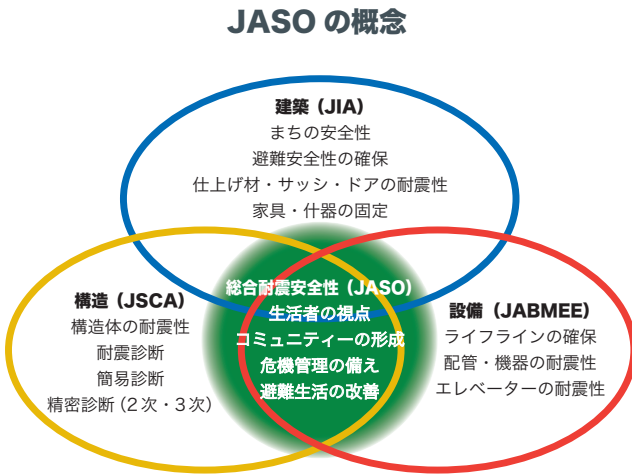 JASO の概念
建築（JIA）
まちの安全性
避難安全性の確保
仕上げ材・サッシ・ドアの耐震性
家具・什器の固定
構造（JSCA）
構造体の耐震性
耐震診断
簡易診断
精密診断（2次・3次）
総合耐震安全性（JASO）
生活者の視点
コミュニティーの形成
危機管理の備え
避難生活の改善
設備（JABMEE）
ライフラインの確保
配管・機器の耐震性
エレベーターの耐震性